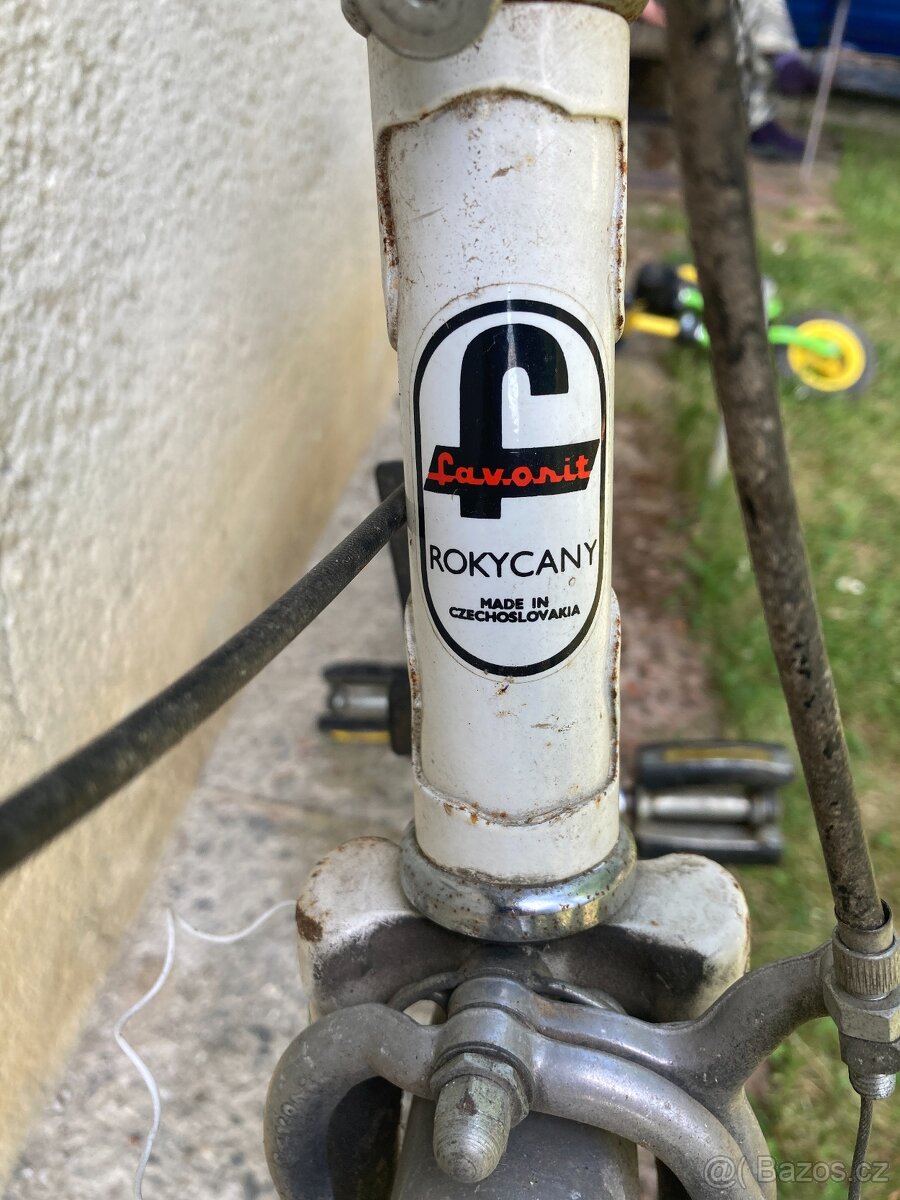 f
favorit
ROKYCANY
MADE IN
CZECHOSLOVAKIA
@( Bazos.cz